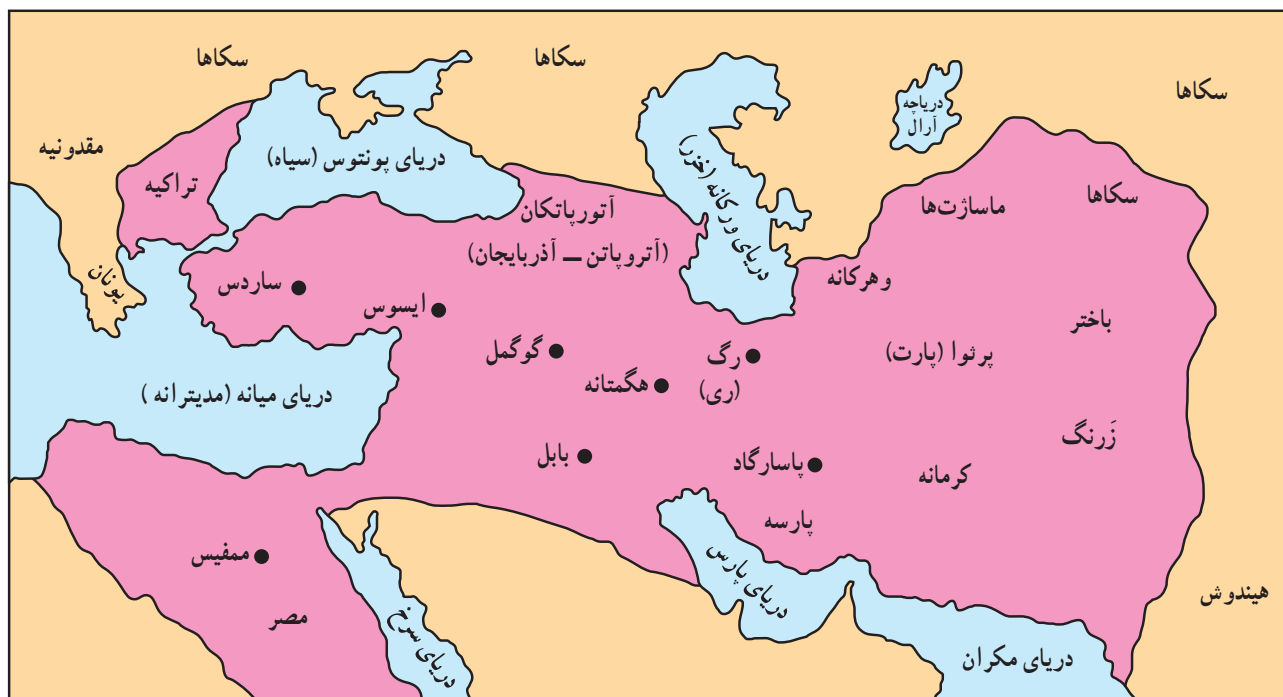 سکاها
سکاها
سکاها
دریاچه
آرال
مقدونیه
تراکیه
دریای پونتوس (سیاه)
دریای ورکانه (خزر)
ماساژت‌ها
سکاها
آتورپاتکان
(آتروپاتن – آذربایجان)
وهرکانه
یونان
ساردس
ایسوس
باختر
گوگمل
هگمتانه
رگ
(ری)
پرثوا (پارت)
دریای میانه (مدیترانه )
زَرنگ
بابل
پاسارگاد
کرمانه
پارسه
ممفیس
مصر
دریای سرخ
دریای پارس
دریای مکران
هیندوش